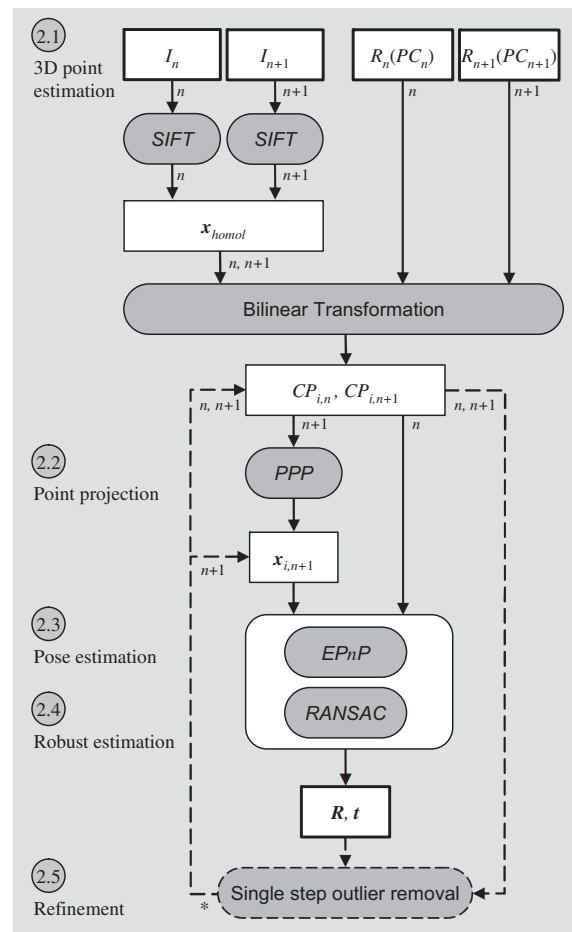 2.1
3D point
estimation
I_n
I_{n+1}
R_n(PC_n)
R_{n+1}(PC_{n+1})
n
n+1
n
n+1
SIFT
SIFT
n
n+1
x_{homol}
n, n+1
Bilinear Transformation
CP_{i,n}, CP_{i,n+1}
n, n+1
n+1
n
n, n+1
2.2
Point projection
PPP
x_{i,n+1}
n+1
2.3
Pose estimation
EPnP
2.4
Robust estimation
RANSAC
R, t
2.5
Refinement
Single step outlier removal
*